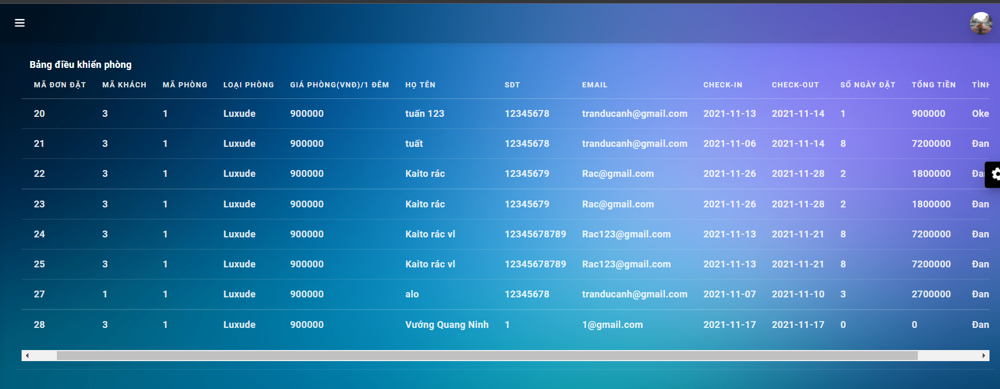 Bảng điều khiển phòng
MÃ ĐƠN ĐẶT MÃ KHÁCH MÃ PHÒNG LOẠI PHÒNG GIÁ PHÒNG(VNĐ)/1 ĐÊM HỌ TÊN SDT EMAIL CHECK-IN CHECK-OUT SỐ NGÀY ĐẶT TỔNG TIỀN TÌNH
20 3 1 Luxude 900000 tuấn 123 12345678 tranducanh@gmail.com 2021-11-13 2021-11-14 1 900000 Oke
21 3 1 Luxude 900000 tuất 12345678 tranducanh@gmail.com 2021-11-06 2021-11-14 8 7200000 Đan
22 3 1 Luxude 900000 Kaito rác 12345679 Rac@gmail.com 2021-11-26 2021-11-28 2 1800000 Đa
23 3 1 Luxude 900000 Kaito rác 12345679 Rac@gmail.com 2021-11-26 2021-11-28 2 1800000 Đan
24 3 1 Luxude 900000 Kaito rác vl 12345678789 Rac123@gmail.com 2021-11-13 2021-11-21 8 7200000 Đan
25 3 1 Luxude 900000 Kaito rác vl 12345678789 Rac123@gmail.com 2021-11-13 2021-11-21 8 7200000 Đan
27 1 1 Luxude 900000 alo 12345678 tranducanh@gmail.com 2021-11-07 2021-11-10 3 2700000 Đan
28 3 1 Luxude 900000 Vướng Quang Ninh 1 1@gmail.com 2021-11-17 2021-11-17 0 0 Đan